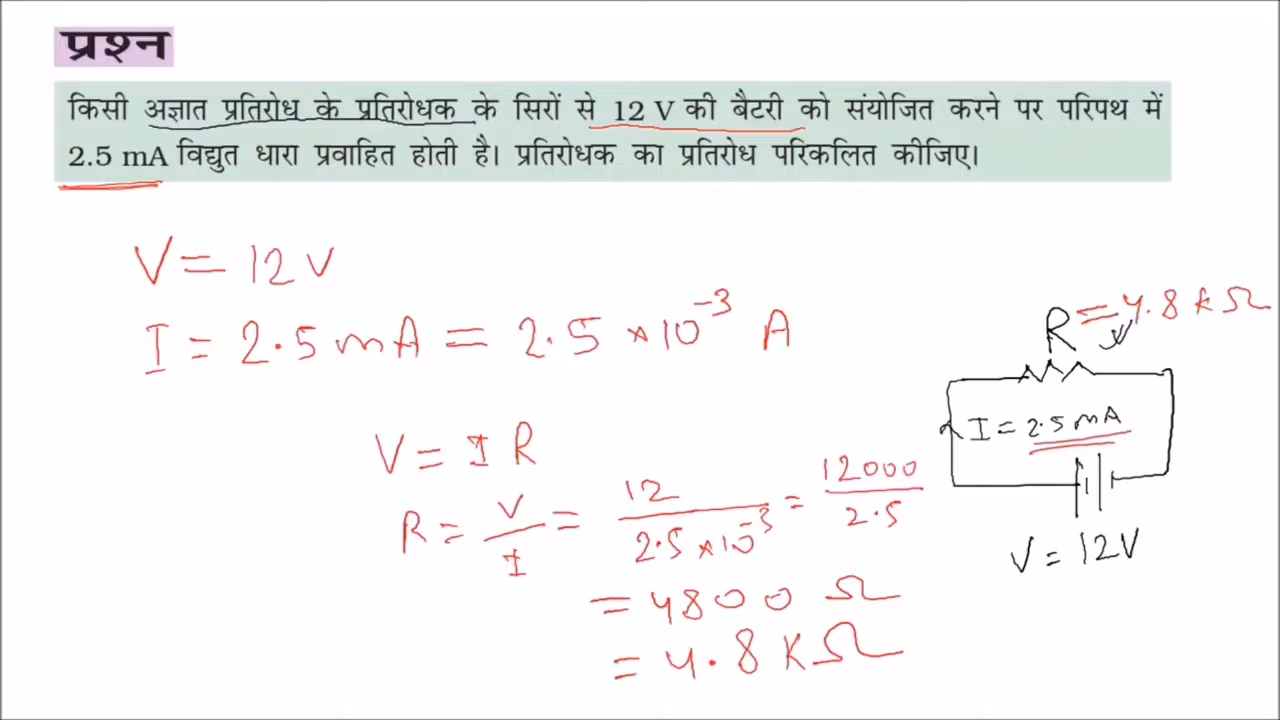 प्रश्न
किसी अज्ञात प्रतिरोध के प्रतिरोधक के सिरों से 12 V की बैटरी को संयोजित करने पर परिपथ में
2.5 mA विद्युत धारा प्रवाहित होती है। प्रतिरोधक का प्रतिरोध परिकलित कीजिए।
V = 12 V
I = 2.5 mA = 2.5 × 10⁻³ A
V = I R
R = V/I = 12/2.5 × 10⁻³ = 12000/2.5
= 4800 Ω
= 4.8 KΩ
R = 4.8 KΩ
I = 2.5 mA
V = 12V